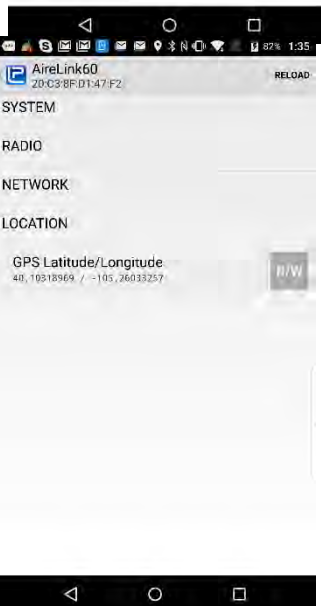 82% 1:35
AireLink60
20:C3:8F:D1:47:F2
RELOAD
SYSTEM
RADIO
NETWORK
LOCATION
GPS Latitude/Longitude
40.10318969 / -105.26033257
R/W